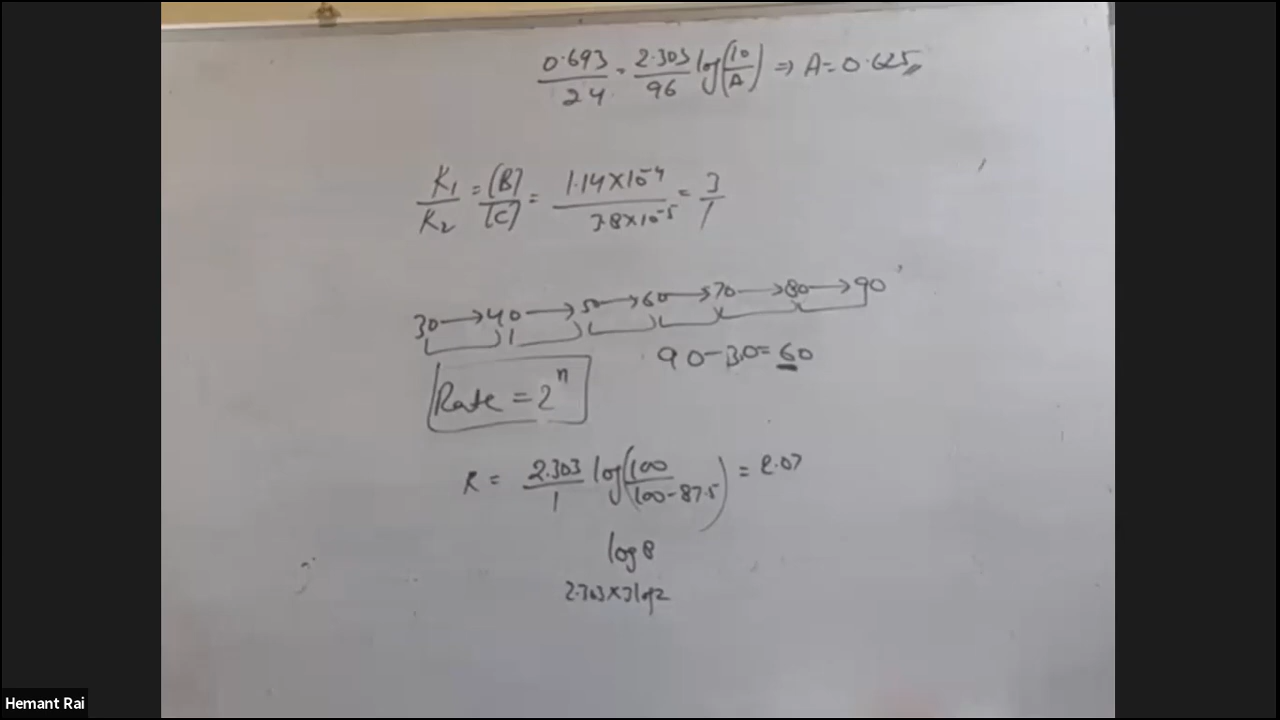 0.693/24 = 2.303/96 log(10/A) ⇒ A = 0.625
K1/K2 = [B]/[C] = 1.14×10⁻⁴/3.8×10⁻⁵ = 3/1
30 → 40 → 50 → 60 → 70 → 80 → 90
90-30=60
Rate = 2ⁿ
K = 2.303/1 log(100/100-87.5) = 2.07
log 8
2.303×3log2
Hemant Rai